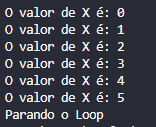 O valor de X é: 0
O valor de X é: 1
O valor de X é: 2
O valor de X é: 3
O valor de X é: 4
O valor de X é: 5
Parando o Loop